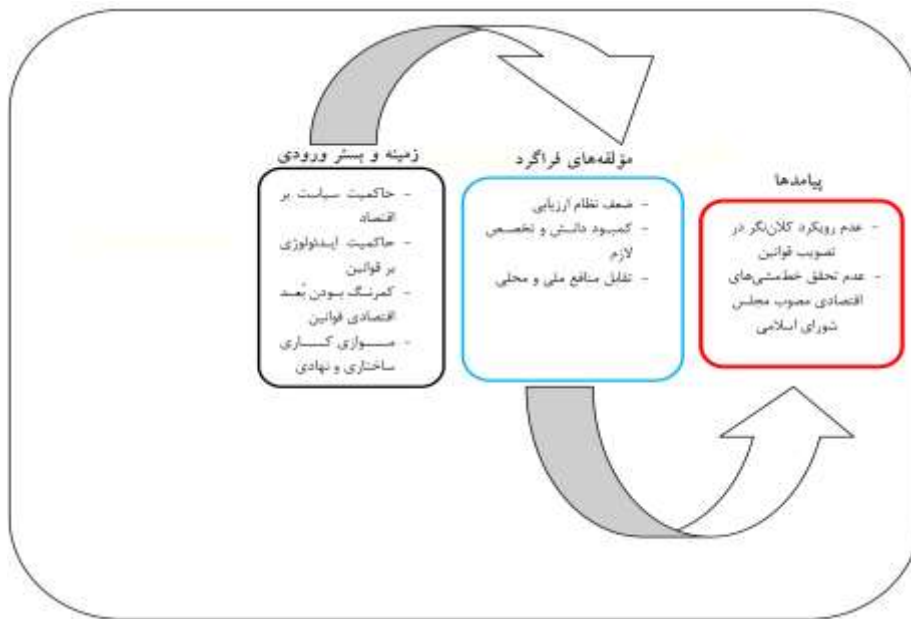 زمینه و بستر ورودی
- حاکمیت سیاست بر
اقتصاد
- حاکمیت ایدئولوژی
بر قوانین
- کمرنگ بودن بُعد
اقتصادی قوانین
- موازی کاری
ساختاری و نهادی
مؤلفه‌های فراگرد
- ضعف نظام ارزیابی
- کمبود دانش و تخصص
لازم
- تقابل منافع ملی و محلی
پیامدها
- عدم رویکرد کلان‌نگر در
تصویب قوانین
- عدم تحقق خط‌مشی‌های
اقتصادی مصوب مجلس
شورای اسلامی